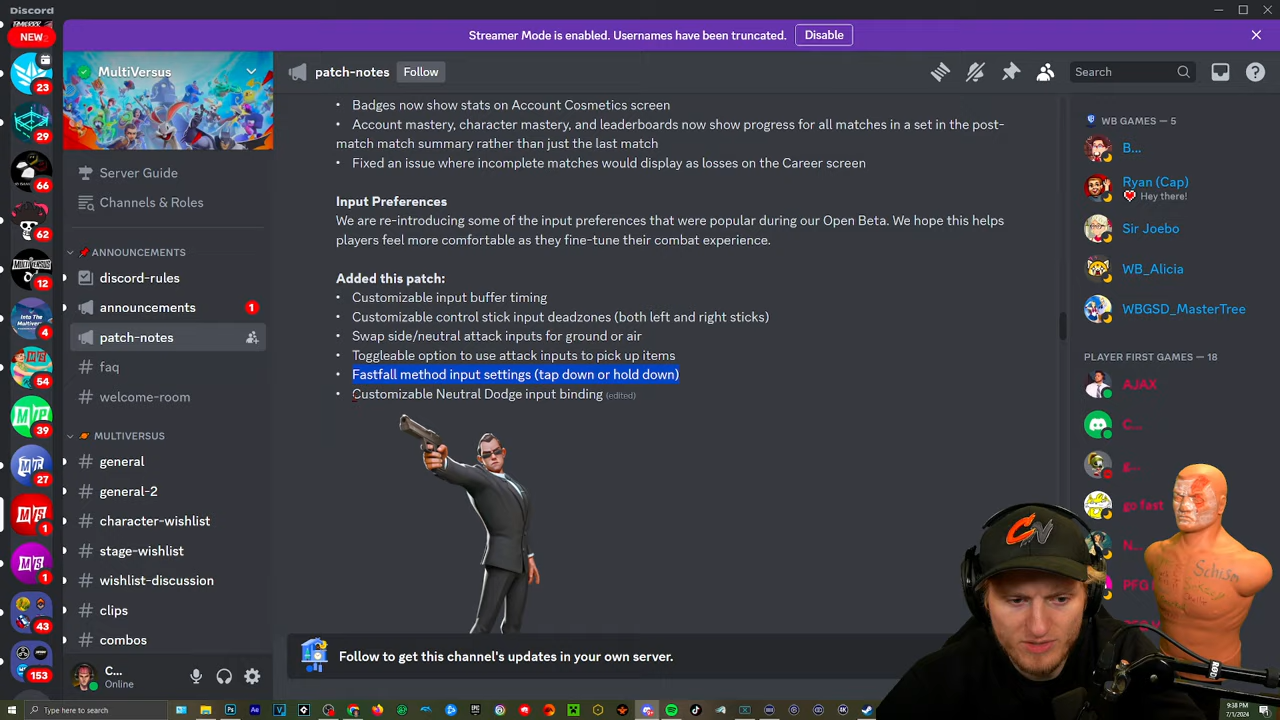 Discord
Streamer Mode is enabled. Usernames have been truncated.
Disable
NEW
23
29
66
62
12
4
54
39
27
1
1
43
153
MultiVersus
Server Guide
Channels & Roles
ANNOUNCEMENTS
discord-rules
announcements
1
patch-notes
faq
welcome-room
MULTIVERSUS
general
general-2
character-wishlist
stage-wishlist
wishlist-discussion
clips
combos
C...
Online
patch-notes
Follow
Search
• Badges now show stats on Account Cosmetics screen
• Account mastery, character mastery, and leaderboards now show progress for all matches in a set in the post-
match match summary rather than just the last match
• Fixed an issue where incomplete matches would display as loses on the Career screen
Input Preferences
We are re-introducing some of the input preferences that were popular during our Open Beta. We hope this helps
players feel more comfortable as they fine-tune their combat experience.
Added this patch:
• Customizable input buffer timing
• Customizable control stick input deadzones (both left and right sticks)
• Swap side/neutral attack inputs for ground or air
• Toggleable option to use attack inputs to pick up items
• Fastfall method input settings (tap down or hold down)
• Customizable Neutral Dodge input binding (edited)
Follow to get this channel's updates in your own server.
WB GAMES — 5
B...
Ryan (Cap)
Hey there!
Sir Joebo
WB_Alicia
WBGSD_MasterTree
PLAYER FIRST GAMES — 18
AJAX
C...
g...
go fast
N...
PFG
Schism
CN
Type here to search
9:38 PM
7/1/2024